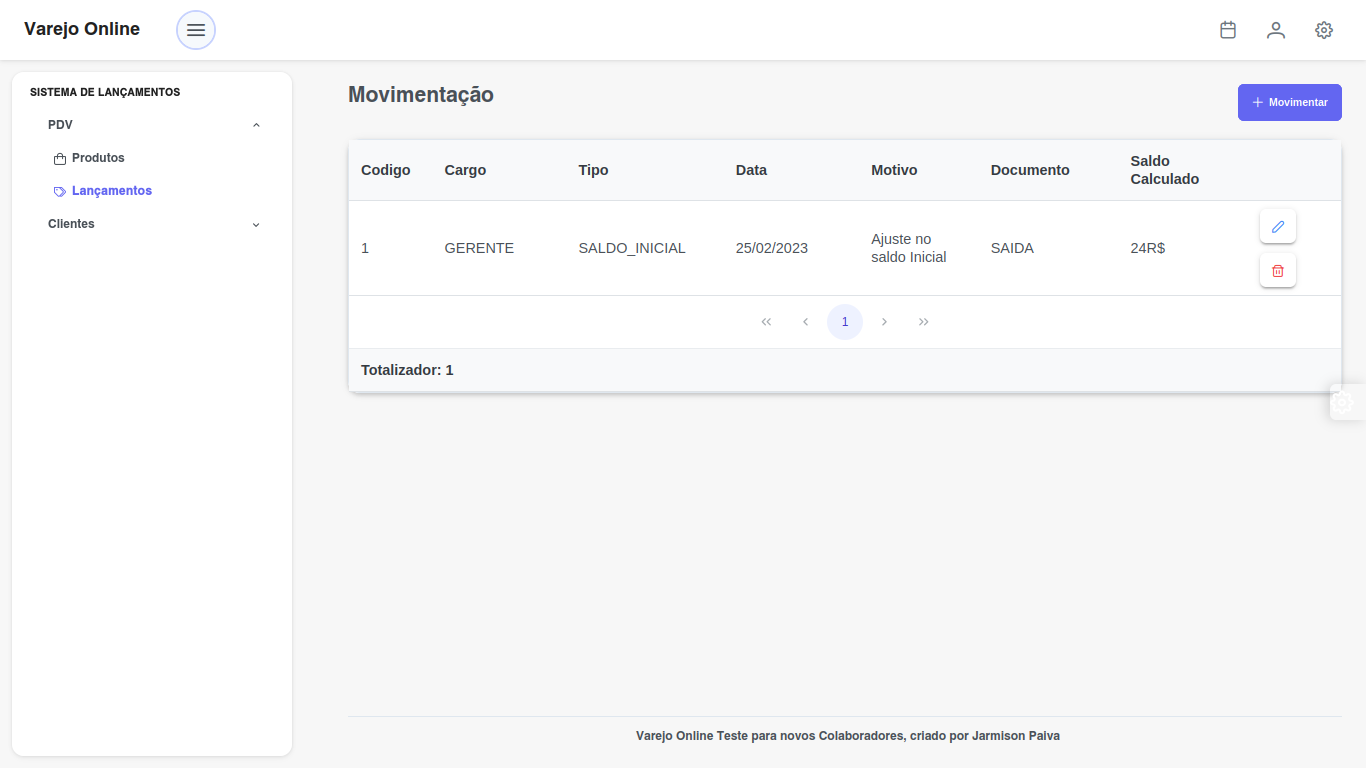 Varejo Online
SISTEMA DE LANÇAMENTOS
PDV
Produtos
Lançamentos
Clientes
Movimentação
Movimentar
Codigo Cargo Tipo Data Motivo Documento Saldo Calculado
1 GERENTE SALDO_INICIAL 25/02/2023 Ajuste no saldo Inicial SAIDA 24R$
1
Totalizador: 1
Varejo Online Teste para novos Colaboradores, criado por Jarmison Paiva